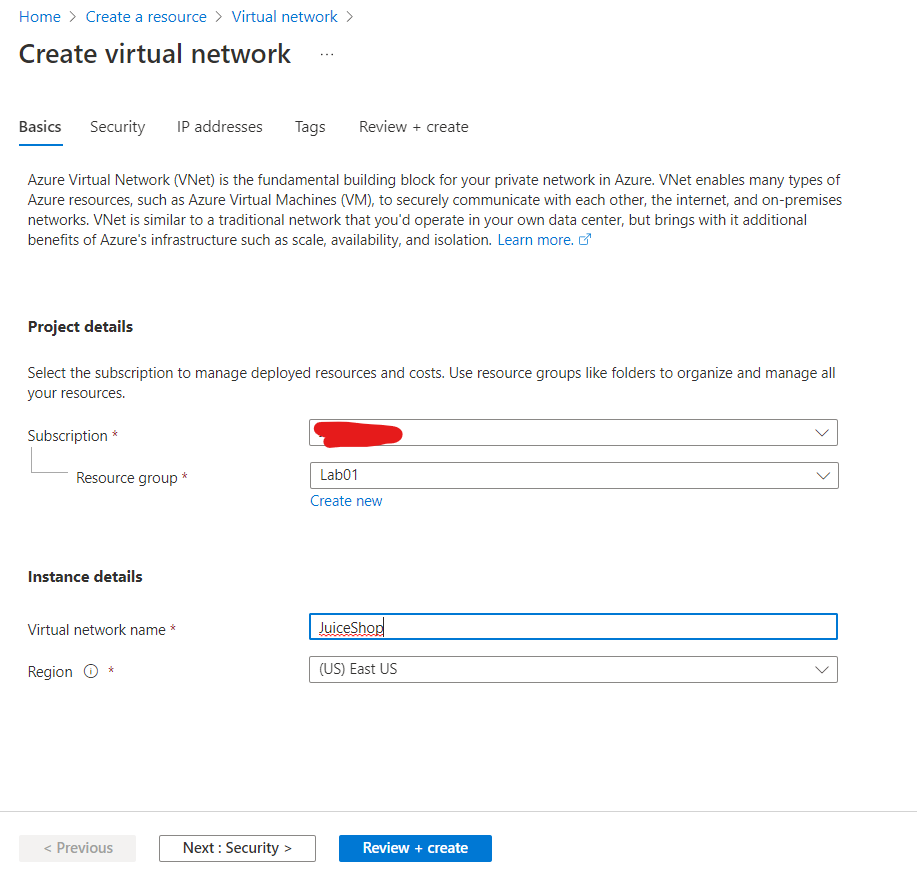 Home > Create a resource > Virtual network >
Create virtual network ...
Basics Security IP addresses Tags Review + create
Azure Virtual Network (VNet) is the fundamental building block for your private network in Azure. VNet enables many types of
Azure resources, such as Azure Virtual Machines (VM), to securely communicate with each other, the internet, and on-premises
networks. VNet is similar to a traditional network that you'd operate in your own data center, but brings with it additional
benefits of Azure's infrastructure such as scale, availability, and isolation. Learn more.
Project details
Select the subscription to manage deployed resources and costs. Use resource groups like folders to organize and manage all
your resources.
Subscription *
Resource group * Lab01
Create new
Instance details
Virtual network name * JuiceShop
Region * (US) East US
< Previous Next : Security > Review + create